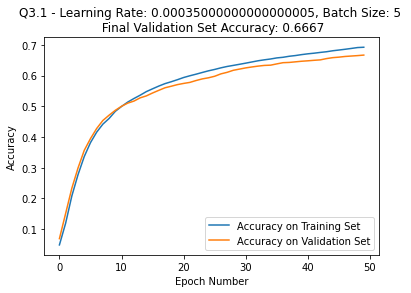 Q3.1 - Learning Rate: 0.00035000000000000005, Batch Size: 5
Final Validation Set Accuracy: 0.6667
0.7
0.6
0.5
0.4
0.3
0.2
0.1
Accuracy
0
10
20
30
40
50
Epoch Number
Accuracy on Training Set
Accuracy on Validation Set